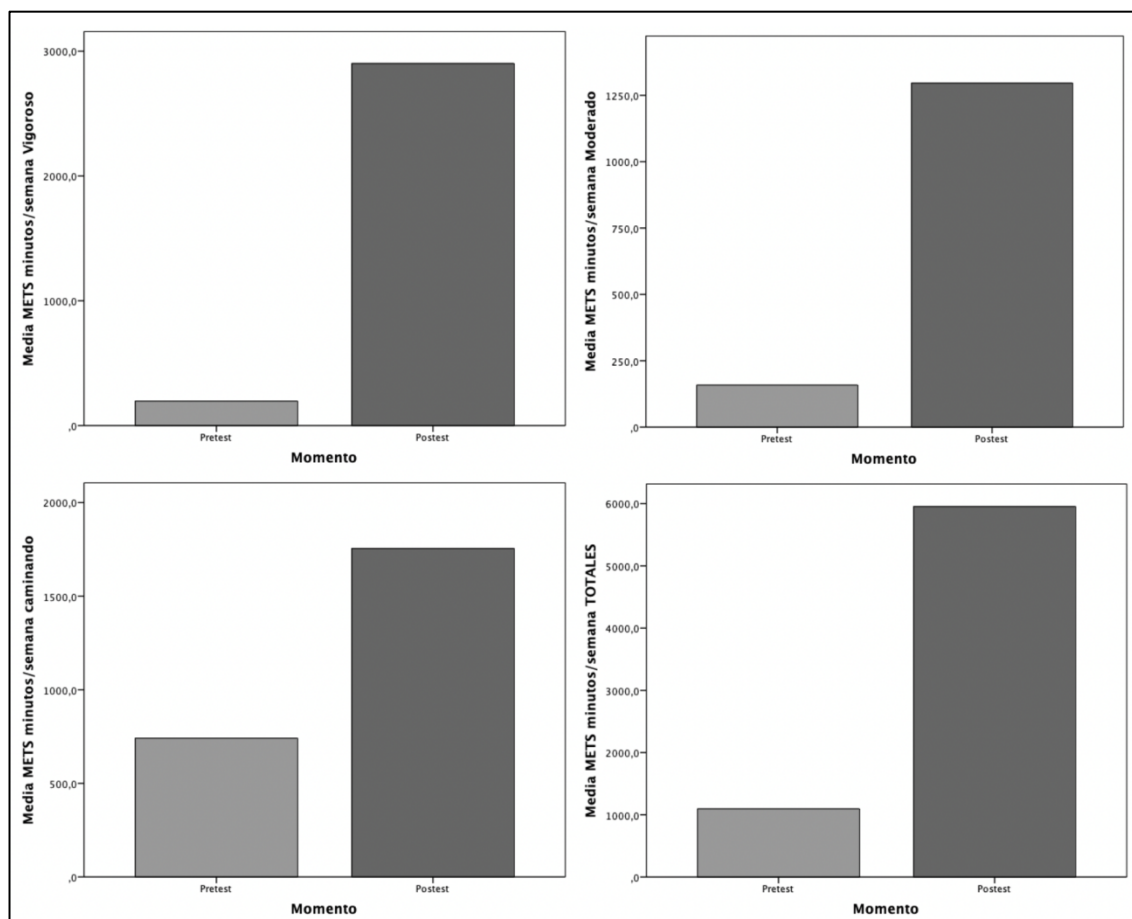 Media METS minutos/semana Vigoroso
3000,0
2000,0
1000,0
,0
Pretest
Postest
Momento
Media METS minutos/semana Moderado
1250,0
1000,0
750,0
500,0
250,0
,0
Pretest
Postest
Momento
Media METS minutos/semana caminando
2000,0
1500,0
1000,0
500,0
,0
Pretest
Postest
Momento
Media METS minutos/semana TOTALES
6000,0
5000,0
4000,0
3000,0
2000,0
1000,0
,0
Pretest
Postest
Momento